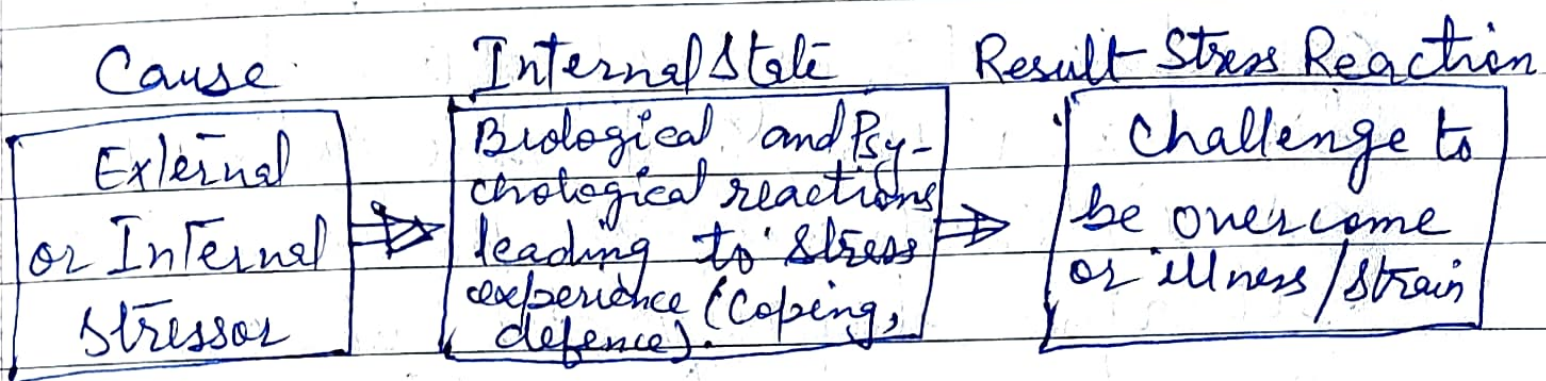 Cause
Internal State
Result Stress Reaction
External
or Internal
stressor
Biological and Psy-
chological reactions
leading to stress
experience (Coping,
defence).
Challenge to
be overcome
or illness/strain